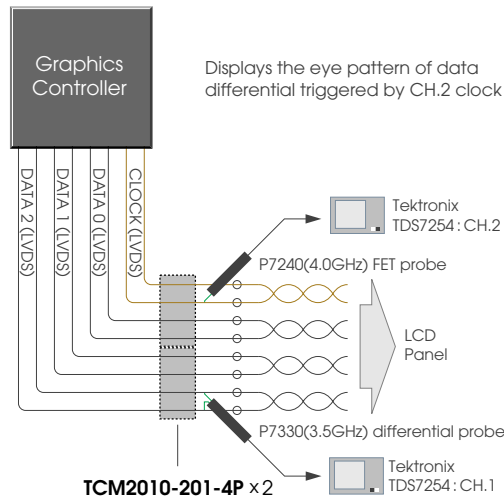 Graphics
Controller
Displays the eye pattern of data
differential triggered by CH.2 clock
DATA 2 (LVDS)
DATA 1 (LVDS)
DATA 0 (LVDS)
CLOCK (LVDS)
Tektronix
TDS7254 : CH.2
P7240(4.0GHz) FET probe
LCD
Panel
P7330(3.5GHz) differential probe
Tektronix
TDS7254 : CH.1
TCM2010-201-4P × 2